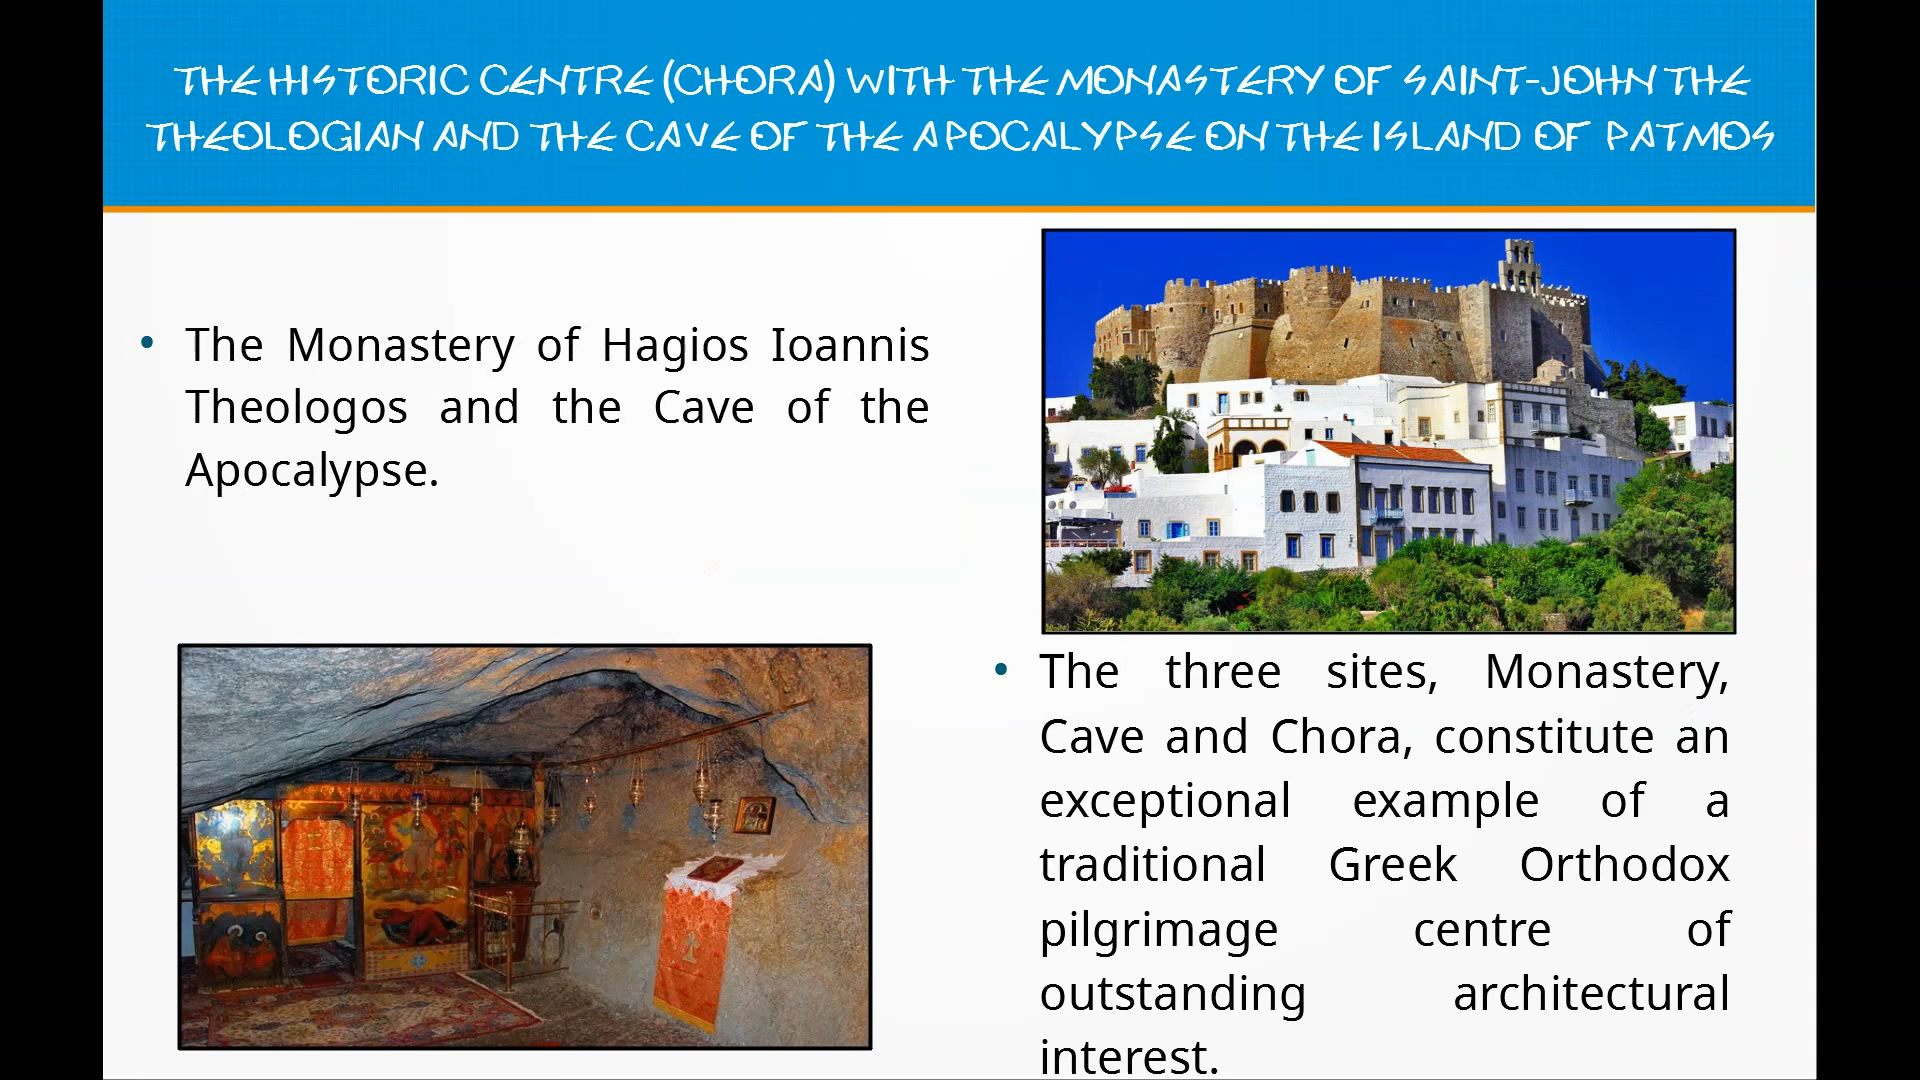 THE HISTORIC CENTRE (CHORA) WITH THE MONASTERY OF SAINT-JOHN THE
THEOLOGIAN AND THE CAVE OF THE APOCALYPSE ON THE ISLAND OF PATMOS
• The Monastery of Hagios Ioannis
Theologos and the Cave of the
Apocalypse.
• The three sites, Monastery,
Cave and Chora, constitute an
exceptional example of a
traditional Greek Orthodox
pilgrimage centre of
outstanding architectural
interest.